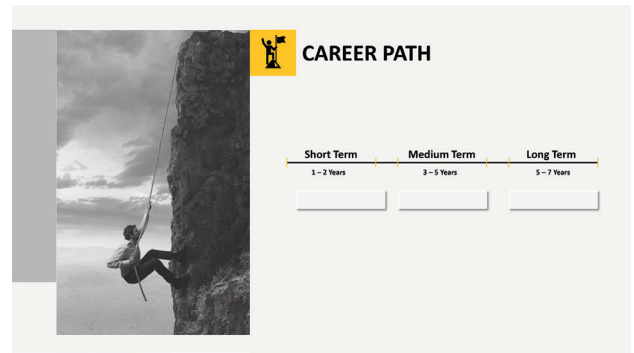 CAREER PATH
Short Term Medium Term Long Term
1 – 2 Years 3 – 5 Years 5 – 7 Years